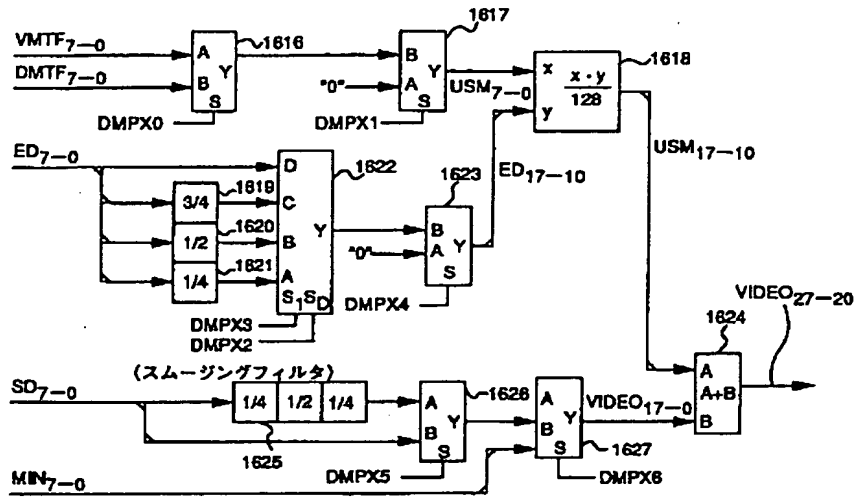 VMTF7—0
DMTF7—0
A
B
Y
S
1616
DMPX0
B
"0"
A
Y
S
1617
USM7—0
DMPX1
x
y
x · y
128
1618
USM17—10
ED7—0
3/4
1619
1/2
1620
1/4
1621
D
C
B
A
Y
S1SD
1622
DMPX3
DMPX2
B
"0"
A
Y
S
1623
ED17—10
DMPX4
1624
A
A+B
B
VIDEO27—20
(スムージングフィルタ)
SD7—0
1/4 1/2 1/4
1625
A
B
Y
S
1626
DMPX5
A
B
Y
S
VIDEO17—0
1627
DMPX6
MIN7—0